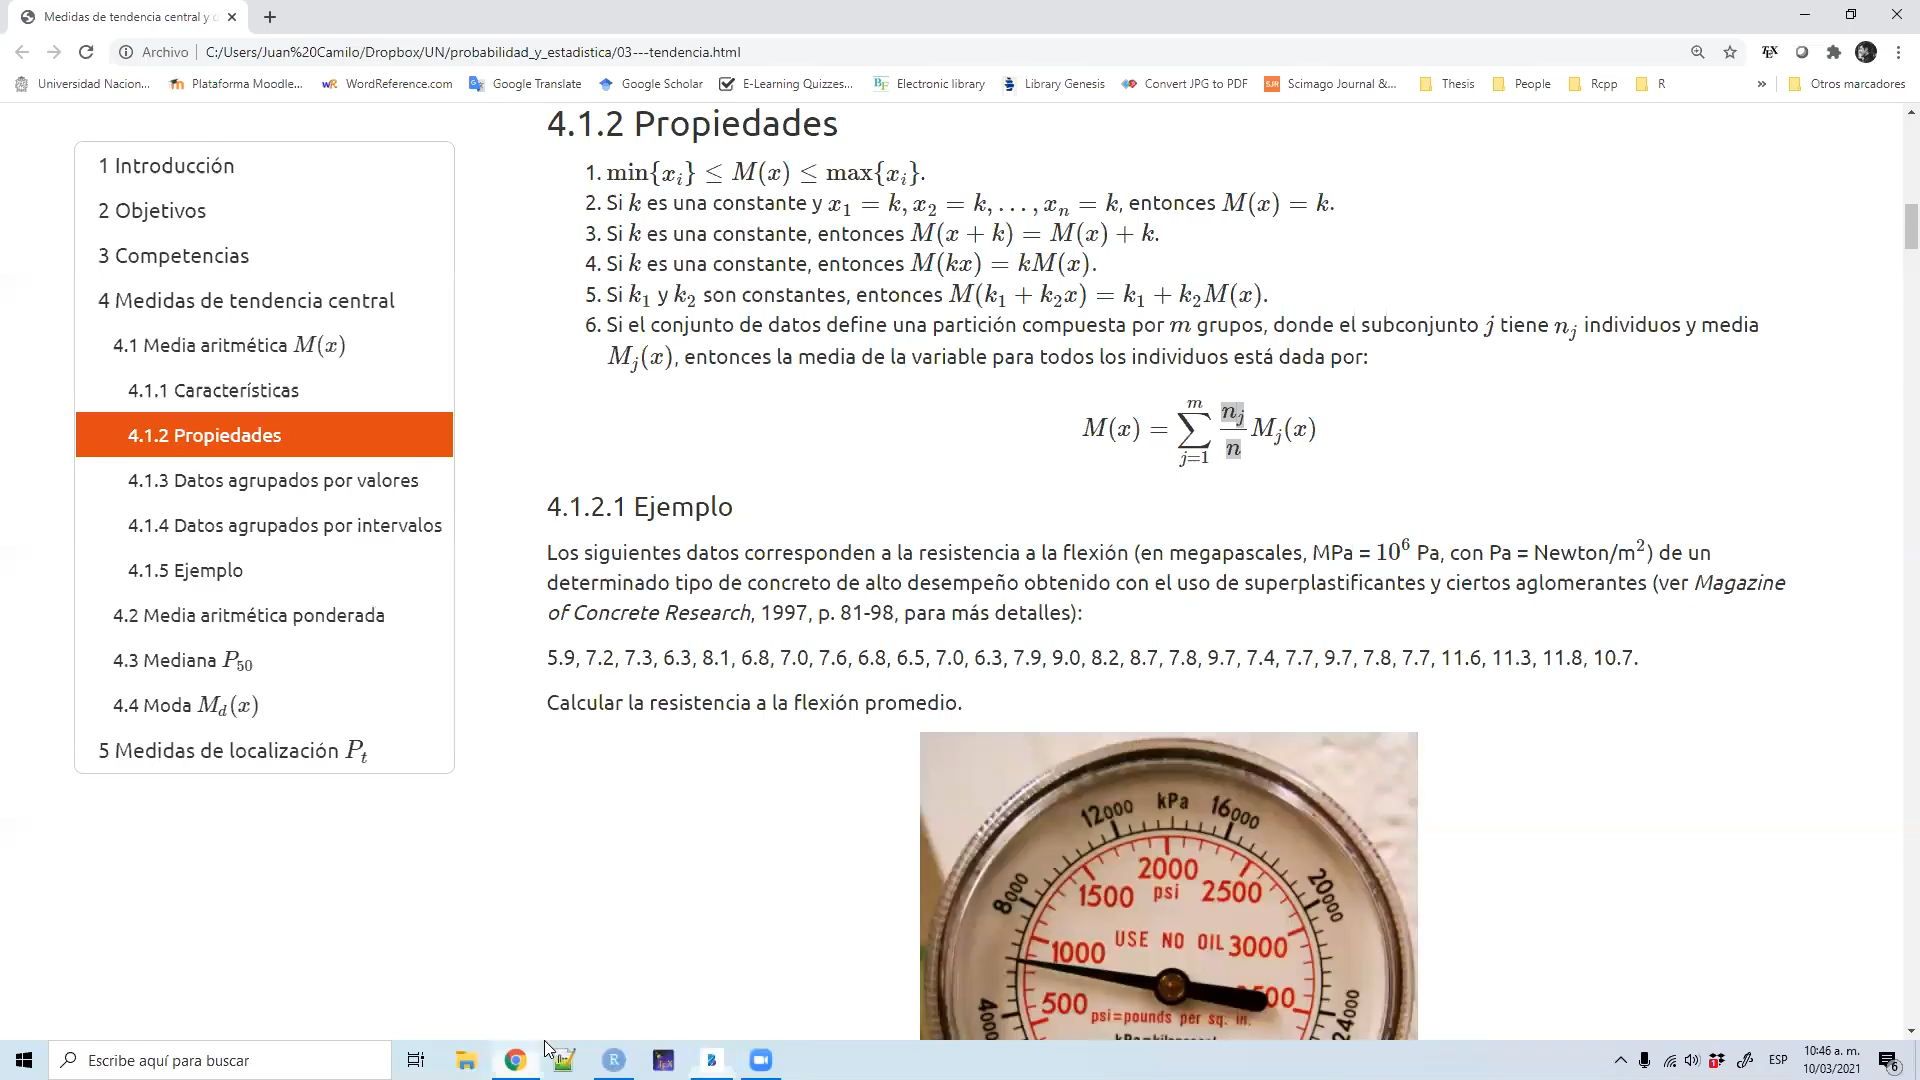 Medidas de tendencia central y d
Archivo
C:/Users/Juan%20Camilo/Dropbox/UN/probabilidad_y_estadistica/03---tendencia.html
Universidad Nacion...
Plataforma Moodle...
WordReference.com
Google Translate
Google Scholar
E-Learning Quizzes...
Electronic library
Library Genesis
Convert JPG to PDF
Scimago Journal &...
Thesis
People
Rcpp
R
»
Otros marcadores
1 Introducción
2 Objetivos
3 Competencias
4 Medidas de tendencia central
4.1 Media aritmética M(x)
4.1.1 Características
4.1.2 Propiedades
4.1.3 Datos agrupados por valores
4.1.4 Datos agrupados por intervalos
4.1.5 Ejemplo
4.2 Media aritmética ponderada
4.3 Mediana P₅₀
4.4 Moda M_d(x)
5 Medidas de localización P_t
4.1.2 Propiedades
1. min{x_i} ≤ M(x) ≤ max{x_i}.
2. Si k es una constante y x₁ = k, x₂ = k, …, x_n = k, entonces M(x) = k.
3. Si k es una constante, entonces M(x + k) = M(x) + k.
4. Si k es una constante, entonces M(kx) = kM(x).
5. Si k₁ y k₂ son constantes, entonces M(k₁ + k₂x) = k₁ + k₂M(x).
6. Si el conjunto de datos define una partición compuesta por m grupos, donde el subconjunto j tiene n_j individuos y media
M_j(x), entonces la media de la variable para todos los individuos está dada por:
M(x) = ∑_{j=1}^{m} n_j/n M_j(x)
4.1.2.1 Ejemplo
Los siguientes datos corresponden a la resistencia a la flexión (en megapascales, MPa = 10⁶ Pa, con Pa = Newton/m²) de un
determinado tipo de concreto de alto desempeño obtenido con el uso de superplastificantes y ciertos aglomerantes (ver Magazine
of Concrete Research, 1997, p. 81-98, para más detalles):
5.9, 7.2, 7.3, 6.3, 8.1, 6.8, 7.0, 7.6, 6.8, 6.5, 7.0, 6.3, 7.9, 9.0, 8.2, 8.7, 7.8, 9.7, 7.4, 7.7, 9.7, 7.8, 7.7, 11.6, 11.3, 11.8, 10.7.
Calcular la resistencia a la flexión promedio.
12000 kPa 16000
8000
20000
4000
24000
2000
1500 psi 2500
USE NO OIL
1000
3000
500
psi=pounds per sq. in.
Escribe aquí para buscar
ESP
10:46 a. m.
10/03/2021
6